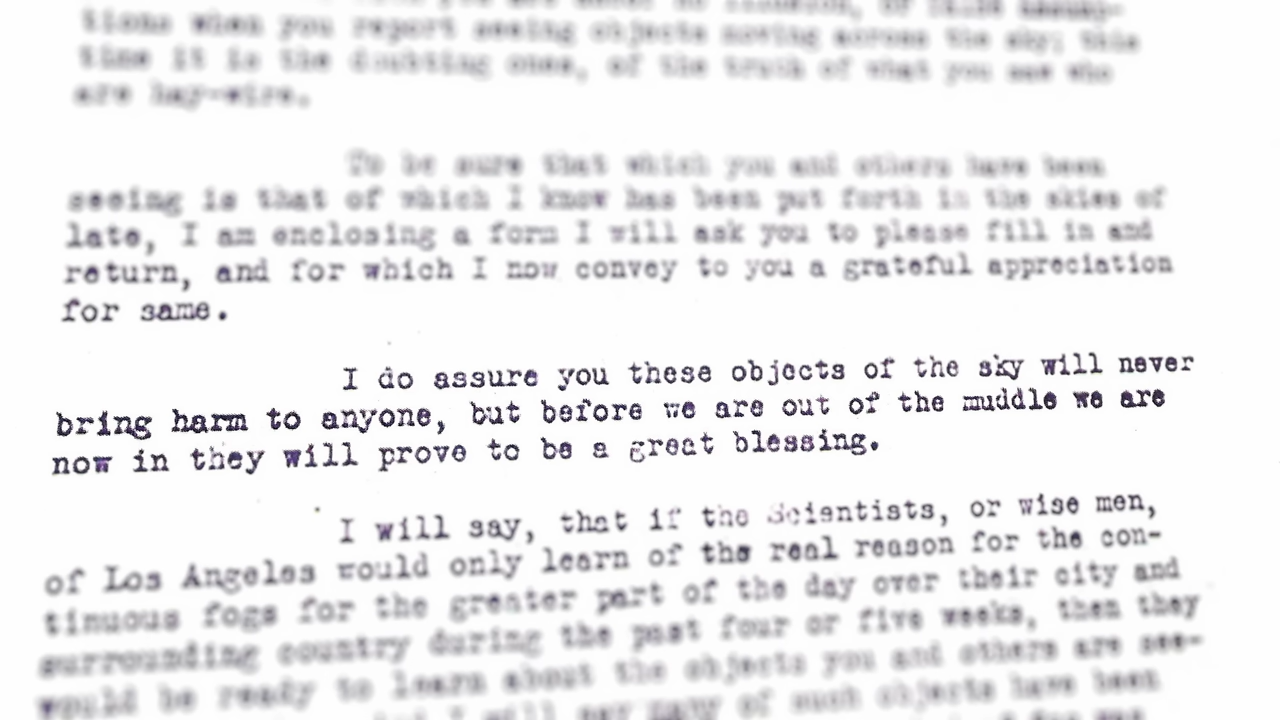 tions when you report seeing objects moving across the sky; this
time it is the doubting ones, of the truth of what you see who
are hay-wire.
To be sure that which you and others have been
seeing is that of which I know has been put forth in the skies of
late, I am enclosing a form I will ask you to please fill in and
return, and for which I now convey to you a grateful appreciation
for same.
I do assure you these objects of the sky will never
bring harm to anyone, but before we are out of the muddle we are
now in they will prove to be a great blessing.
I will say, that if the Scientists, or wise men,
of Los Angeles would only learn of the real reason for the con-
tinuous fogs for the greater part of the day over their city and
surrounding country during the past four or five weeks, then they
would be ready to learn about the objects you and others are see-
I will say many of such objects have been